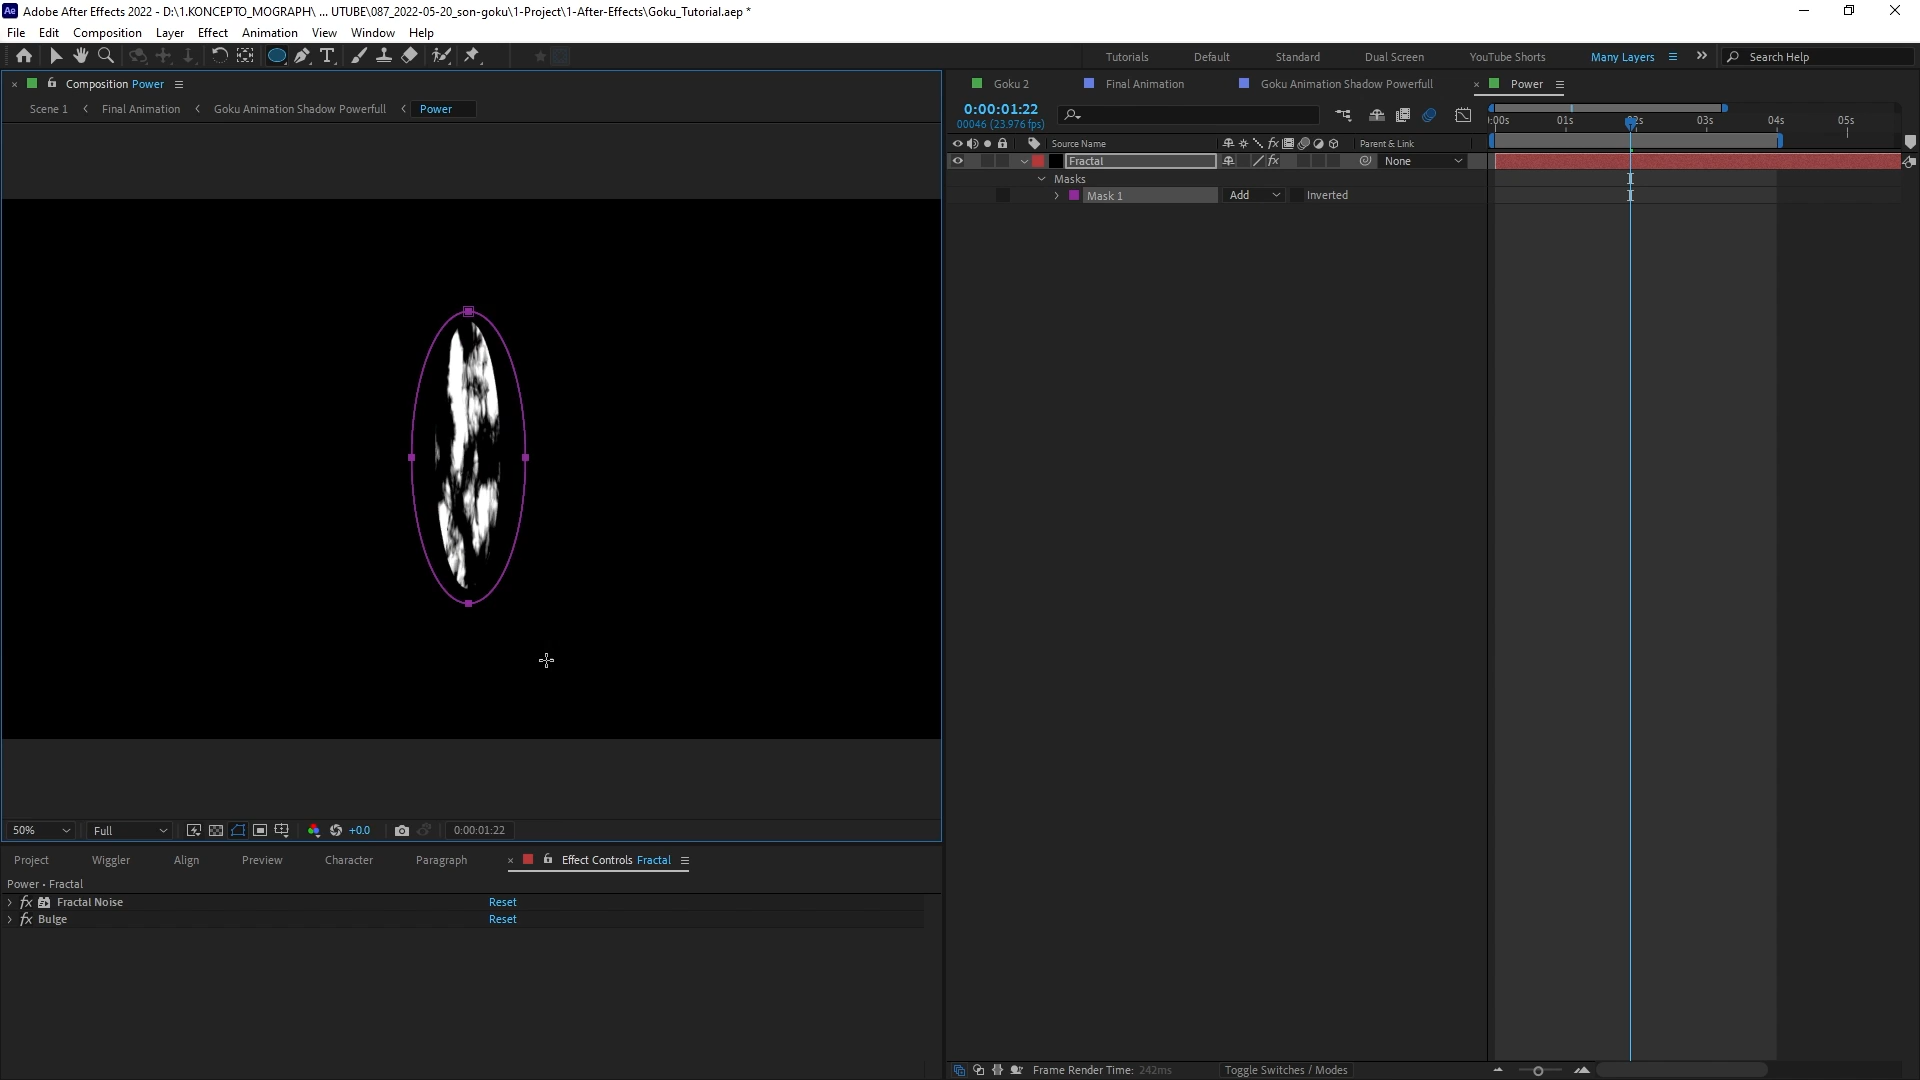 Ae Adobe After Effects 2022 - D:\1.KONCEPTO_MOGRAPH\ ... UTUBE\087_2022-05-20_son-goku\1-Project\1-After-Effects\Goku_Tutorial.aep *
File Edit Composition Layer Effect Animation View Window Help
Tutorials Default Standard Dual Screen YouTube Shorts Many Layers Search Help
Composition Power
Scene 1 Final Animation Goku Animation Shadow Powerfull Power
Goku 2 Final Animation Goku Animation Shadow Powerfull Power
0:00:01:22
00046 (23.976 fps)
:00s 01s 02s 03s 04s 05s
Source Name Parent & Link
Fractal fx None
Masks
Mask 1 Add Inverted
50% Full +0.0 0:00:01:22
Project Wiggler Align Preview Character Paragraph Effect Controls Fractal
Power • Fractal
fx Fractal Noise Reset
fx Bulge Reset
Frame Render Time: 242ms Toggle Switches / Modes